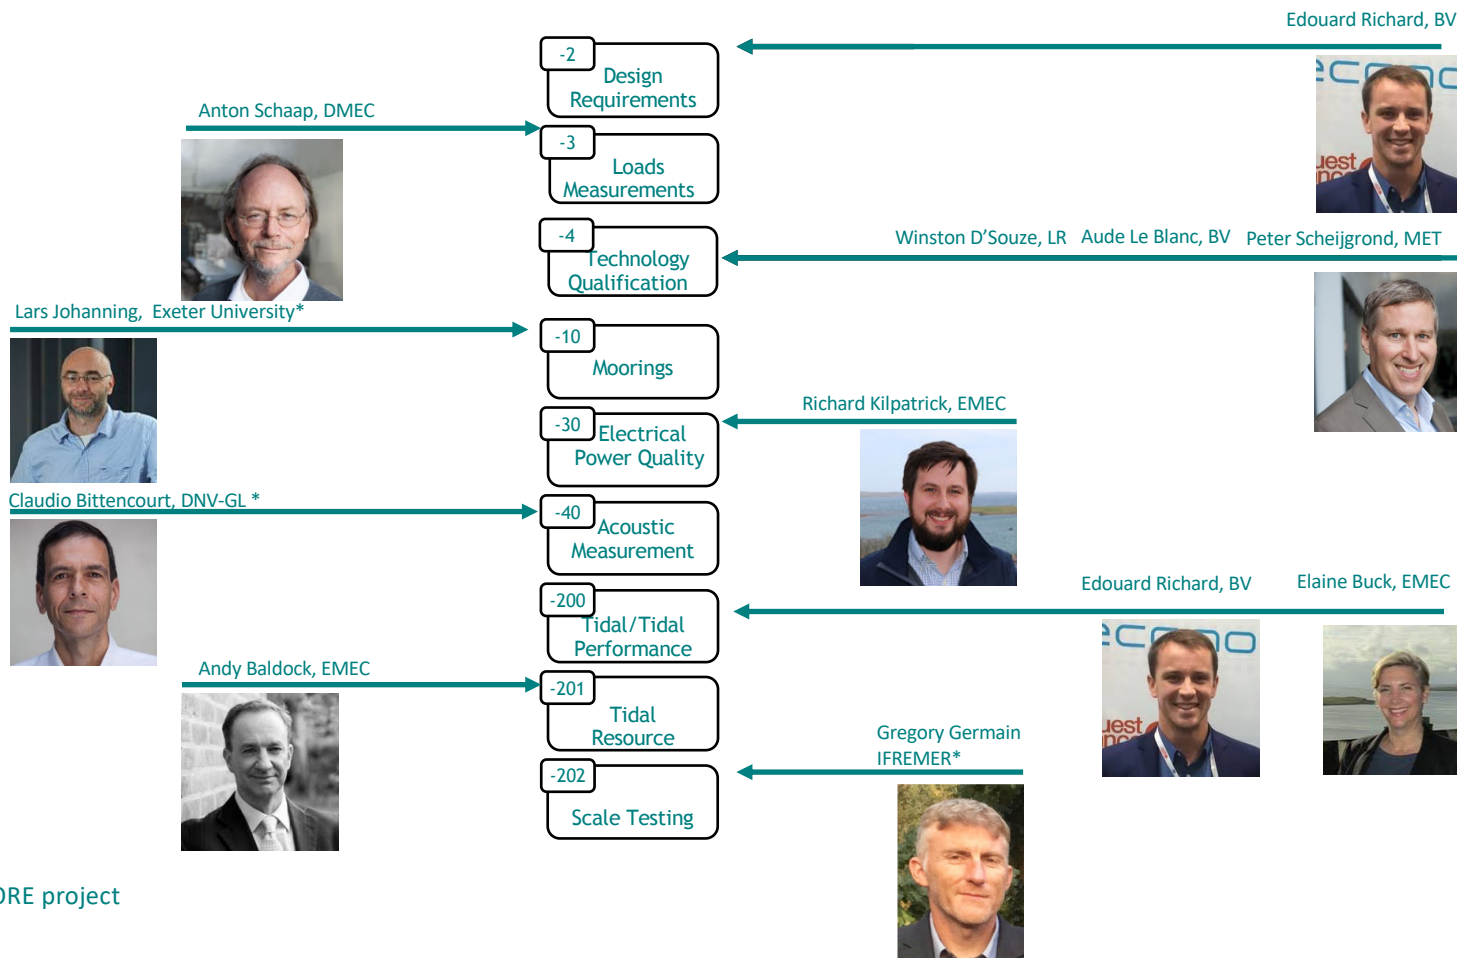 Edouard Richard, BV
-2
Design
Requirements
Anton Schaap, DMEC
-3
Loads
Measurements
-4
Technology
Qualification
Winston D'Souze, LR Aude Le Blanc, BV Peter Scheijgrond, MET
Lars Johanning, Exeter University*
-10
Moorings
Richard Kilpatrick, EMEC
-30
Electrical
Power Quality
Claudio Bittencourt, DNV-GL *
-40
Acoustic
Measurement
Edouard Richard, BV
Elaine Buck, EMEC
-200
Tidal/Tidal
Performance
Andy Baldock, EMEC
-201
Tidal
Resource
Gregory Germain
IFREMER*
-202
Scale Testing
ORE project